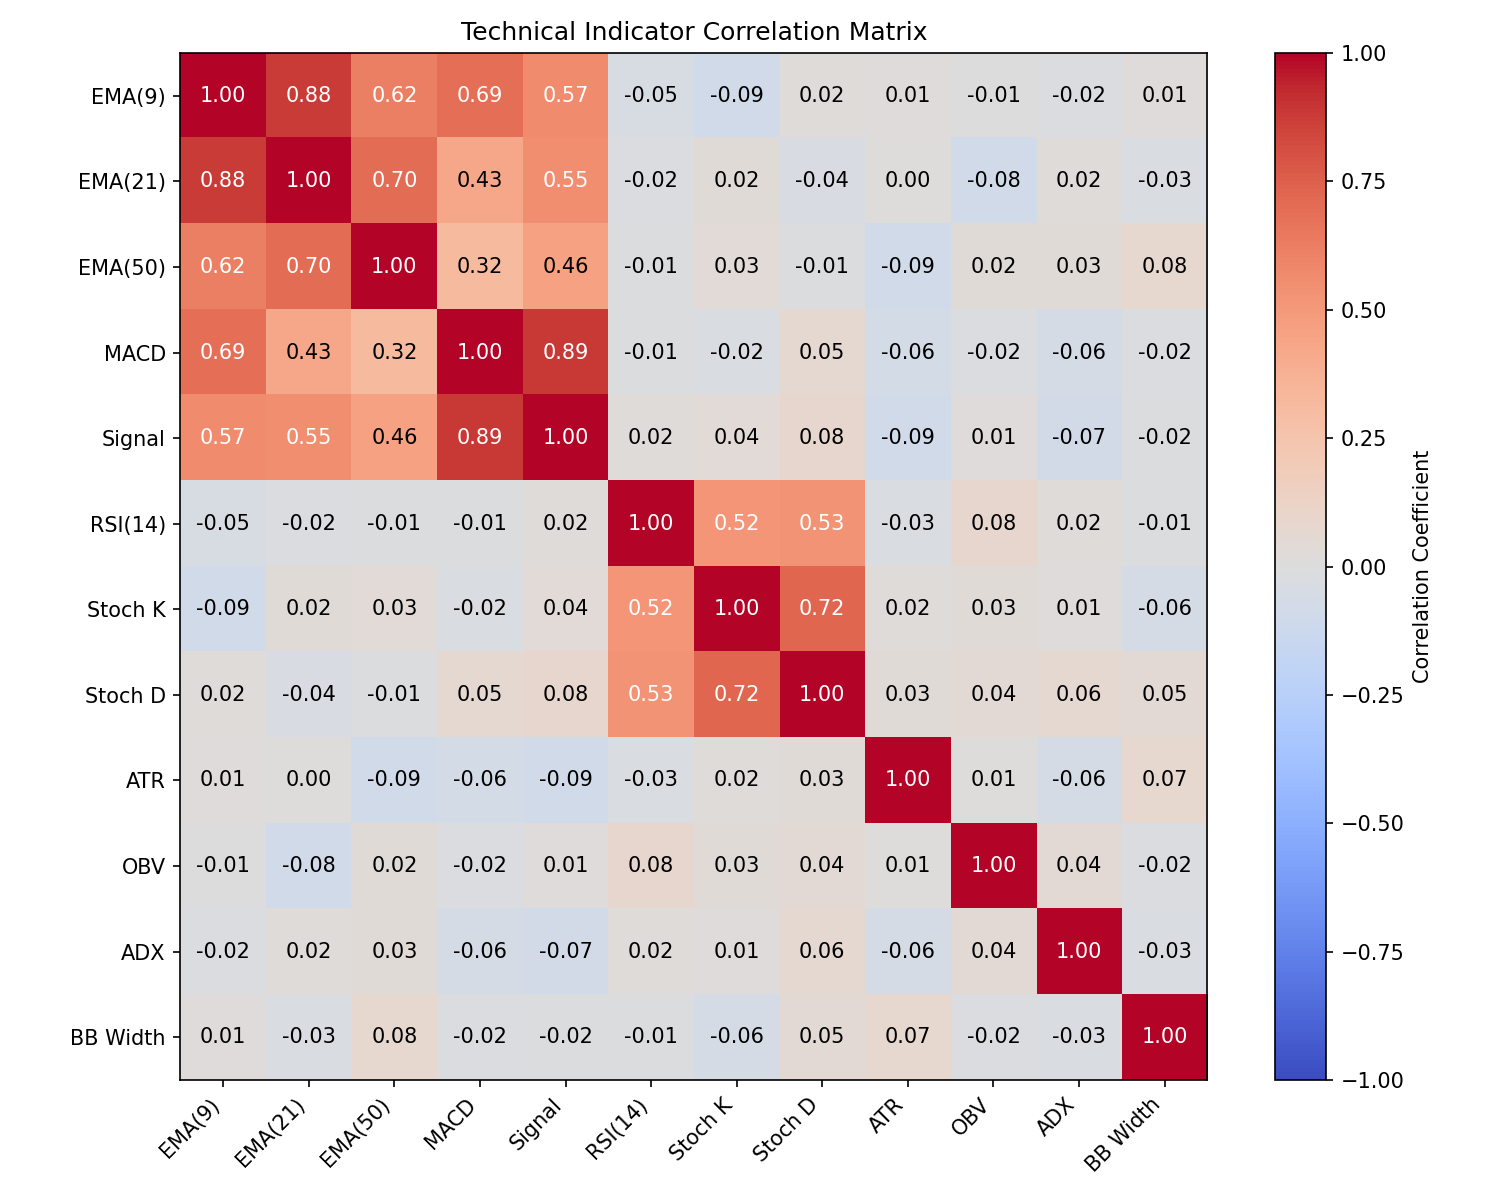 Technical Indicator Correlation Matrix
EMA(9) 1.00 0.88 0.62 0.69 0.57 -0.05 -0.09 0.02 0.01 -0.01 -0.02 0.01
EMA(21) 0.88 1.00 0.70 0.43 0.55 -0.02 0.02 -0.04 0.00 -0.08 0.02 -0.03
EMA(50) 0.62 0.70 1.00 0.32 0.46 -0.01 0.03 -0.01 -0.09 0.02 0.03 0.08
MACD 0.69 0.43 0.32 1.00 0.89 -0.01 -0.02 0.05 -0.06 -0.02 -0.06 -0.02
Signal 0.57 0.55 0.46 0.89 1.00 0.02 0.04 0.08 -0.09 0.01 -0.07 -0.02
RSI(14) -0.05 -0.02 -0.01 -0.01 0.02 1.00 0.52 0.53 -0.03 0.08 0.02 -0.01
Stoch K -0.09 0.02 0.03 -0.02 0.04 0.52 1.00 0.72 0.02 0.03 0.01 -0.06
Stoch D 0.02 -0.04 -0.01 0.05 0.08 0.53 0.72 1.00 0.03 0.04 0.06 0.05
ATR 0.01 0.00 -0.09 -0.06 -0.09 -0.03 0.02 0.03 1.00 0.01 -0.06 0.07
OBV -0.01 -0.08 0.02 -0.02 0.01 0.08 0.03 0.04 0.01 1.00 0.04 -0.02
ADX -0.02 0.02 0.03 -0.06 -0.07 0.02 0.01 0.06 -0.06 0.04 1.00 -0.03
BB Width 0.01 -0.03 0.08 -0.02 -0.02 -0.01 -0.06 0.05 0.07 -0.02 -0.03 1.00
EMA(9) EMA(21) EMA(50) MACD Signal RSI(14) Stoch K Stoch D ATR OBV ADX BB Width
1.00
0.75
0.50
0.25
0.00
−0.25
−0.50
−0.75
−1.00
Correlation Coefficient